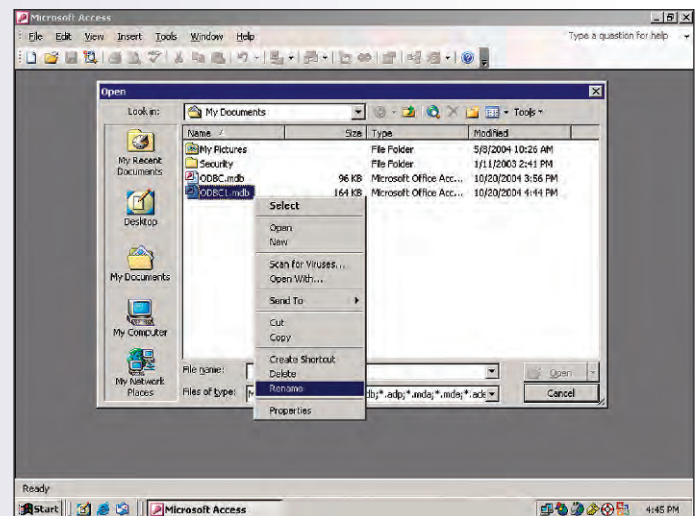 Microsoft Access
File Edit View Insert Tools Window Help
Type a question for help
Open
Look in: My Documents
Tools
Name Size Type Modified
My Pictures File Folder 5/8/2004 10:26 AM
Security File Folder 1/11/2003 2:41 PM
ODBC.mdb 96 KB Microsoft Office Acc... 10/20/2004 3:56 PM
ODBC1.mdb 164 KB Microsoft Office Acc... 10/20/2004 4:44 PM
My Recent
Documents
Desktop
My Documents
My Computer
My Network
Places
Select
Open
New
Scan for Viruses...
Open With...
Send To
Cut
Copy
Create Shortcut
Delete
Rename
Properties
File name:
Open
Files of type:
db;*.adp;*.mda;*.mde;*.ade
Cancel
Ready
Start
Microsoft Access
4:45 PM